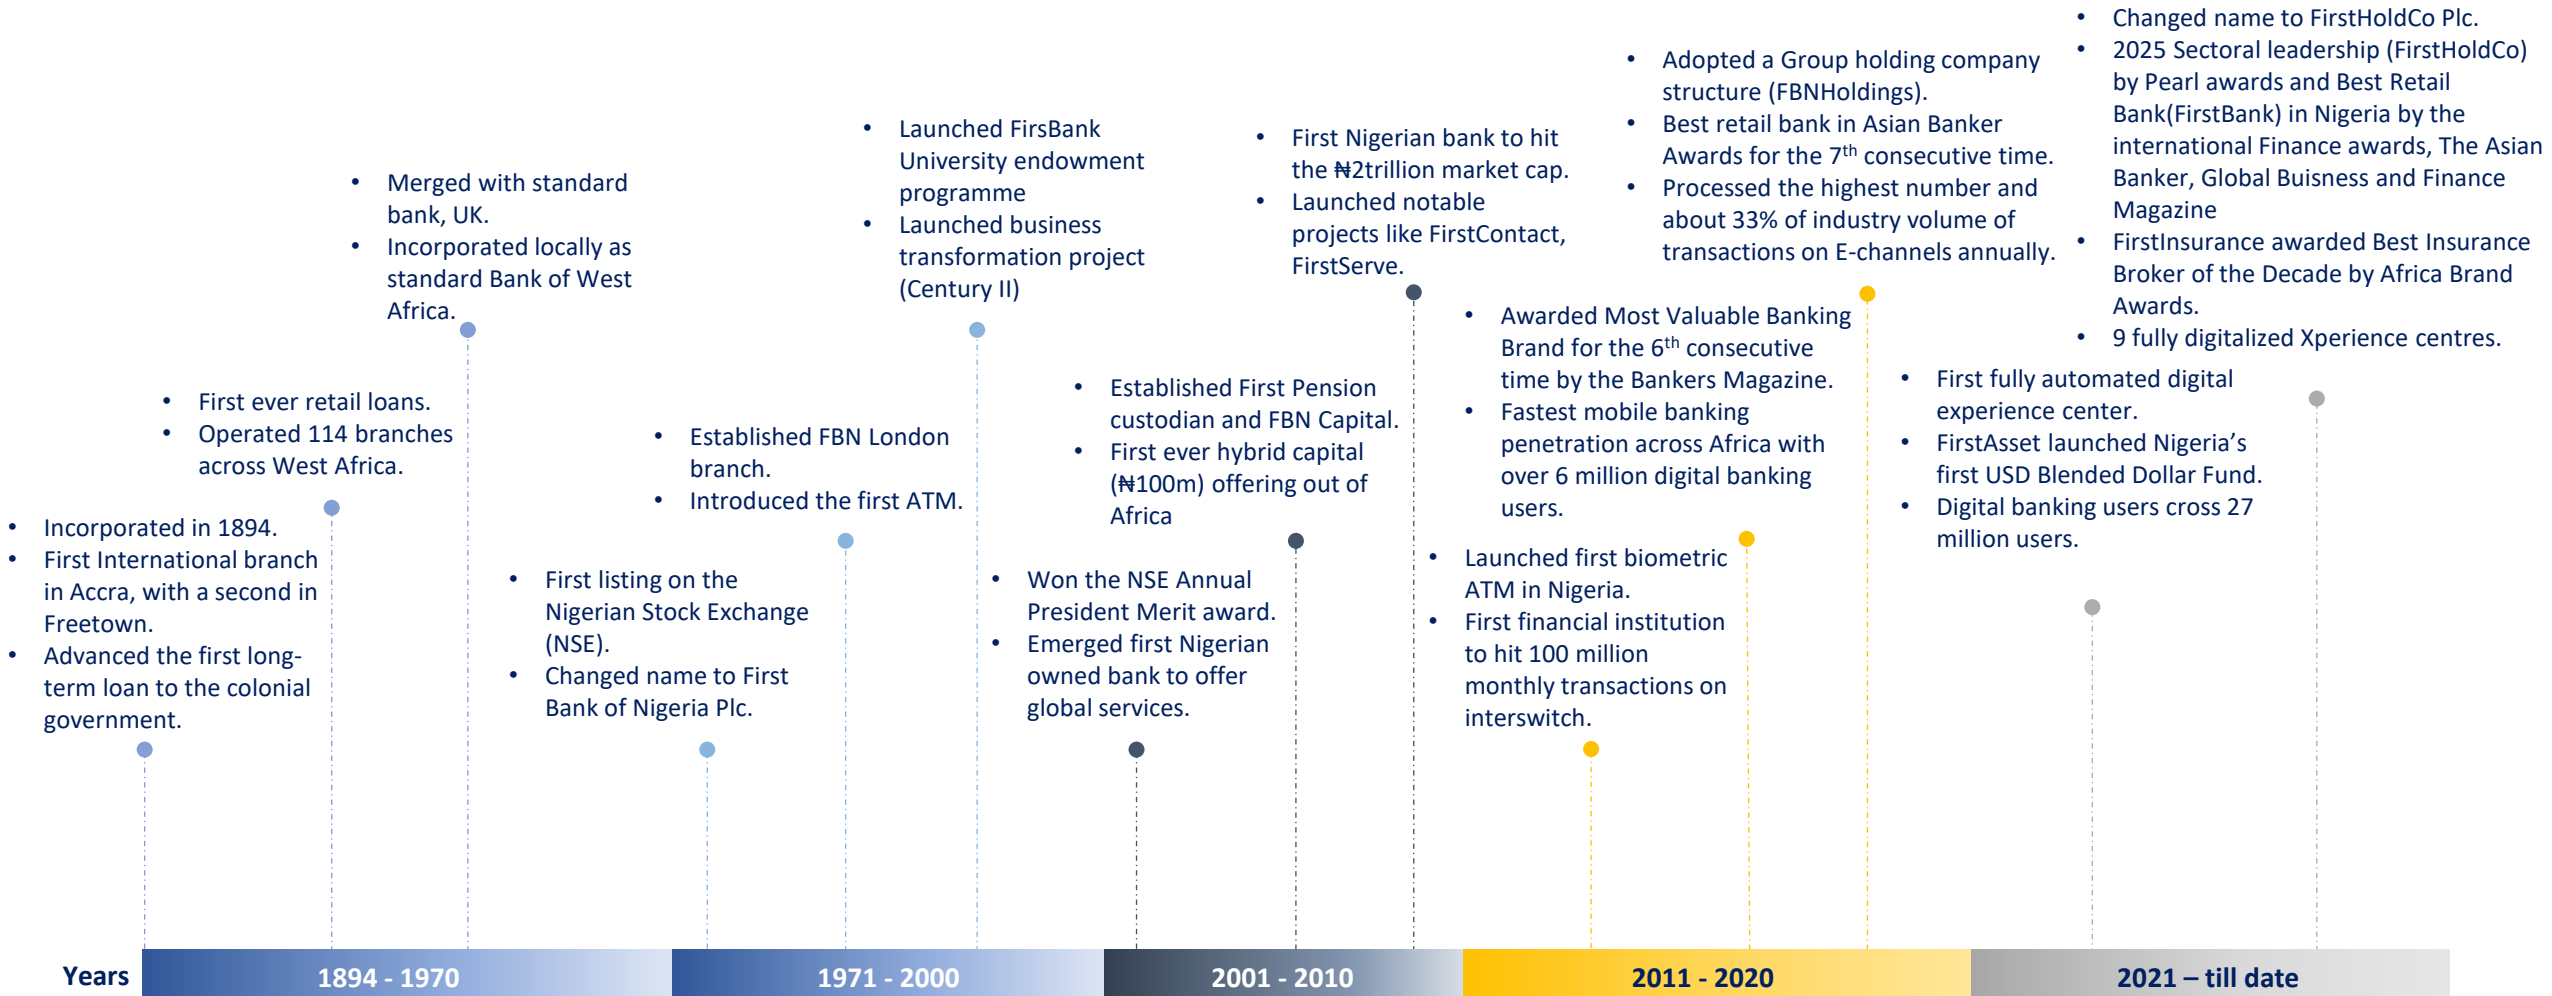 • Incorporated in 1894.
• First International branch
in Accra, with a second in
Freetown.
• Advanced the first long-
term loan to the colonial
government.
• First ever retail loans.
• Operated 114 branches
across West Africa.
• Merged with standard
bank, UK.
• Incorporated locally as
standard Bank of West
Africa.
• First listing on the
Nigerian Stock Exchange
(NSE).
• Changed name to First
Bank of Nigeria Plc.
• Established FBN London
branch.
• Introduced the first ATM.
• Launched FirsBank
University endowment
programme
• Launched business
transformation project
(Century II)
• Won the NSE Annual
President Merit award.
• Emerged first Nigerian
owned bank to offer
global services.
• Established First Pension
custodian and FBN Capital.
• First ever hybrid capital
(₦100m) offering out of
Africa
• First Nigerian bank to hit
the ₦2trillion market cap.
• Launched notable
projects like FirstContact,
FirstServe.
• Launched first biometric
ATM in Nigeria.
• First financial institution
to hit 100 million
monthly transactions on
interswitch.
• Awarded Most Valuable Banking
Brand for the 6th consecutive
time by the Bankers Magazine.
• Fastest mobile banking
penetration across Africa with
over 6 million digital banking
users.
• Adopted a Group holding company
structure (FBNHoldings).
• Best retail bank in Asian Banker
Awards for the 7th consecutive time.
• Processed the highest number and
about 33% of industry volume of
transactions on E-channels annually.
• First fully automated digital
experience center.
• FirstAsset launched Nigeria’s
first USD Blended Dollar Fund.
• Digital banking users cross 27
million users.
• Changed name to FirstHoldCo Plc.
• 2025 Sectoral leadership (FirstHoldCo)
by Pearl awards and Best Retail
Bank(FirstBank) in Nigeria by the
international Finance awards, The Asian
Banker, Global Buisness and Finance
Magazine
• FirstInsurance awarded Best Insurance
Broker of the Decade by Africa Brand
Awards.
• 9 fully digitalized Xperience centres.
Years
1894 - 1970
1971 - 2000
2001 - 2010
2011 - 2020
2021 – till date